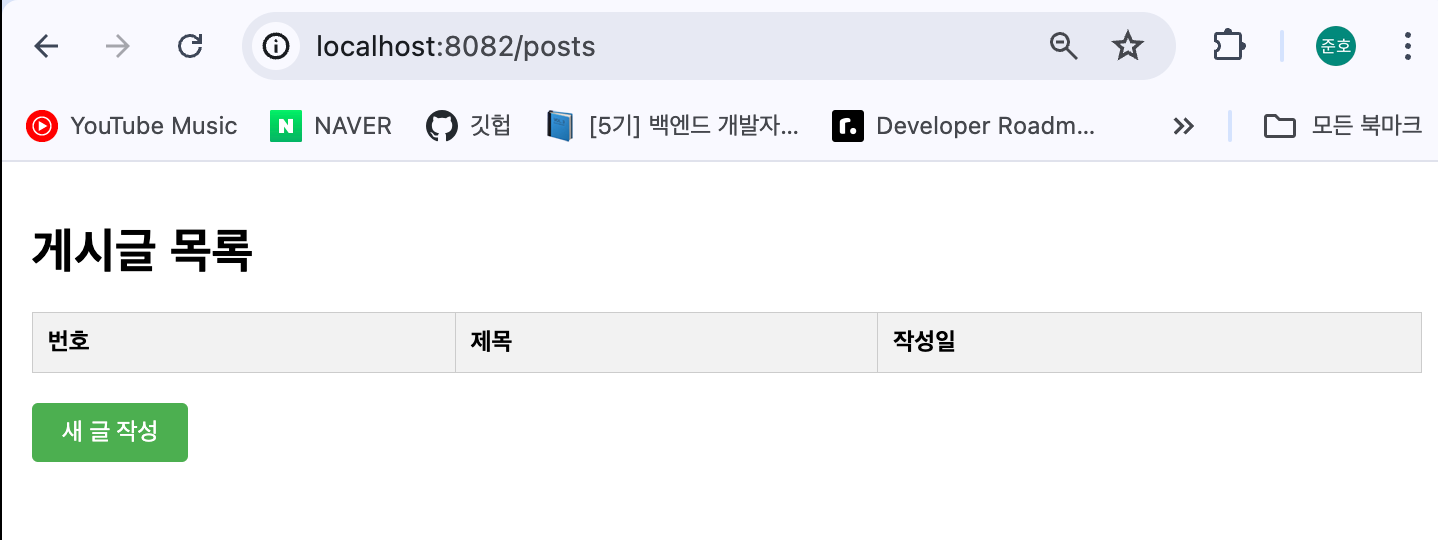 localhost:8082/posts
준호
YouTube Music
N NAVER
깃헙
[5기] 백엔드 개발자...
r. Developer Roadm...
모든 북마크
게시글 목록
번호 제목 작성일
새 글 작성